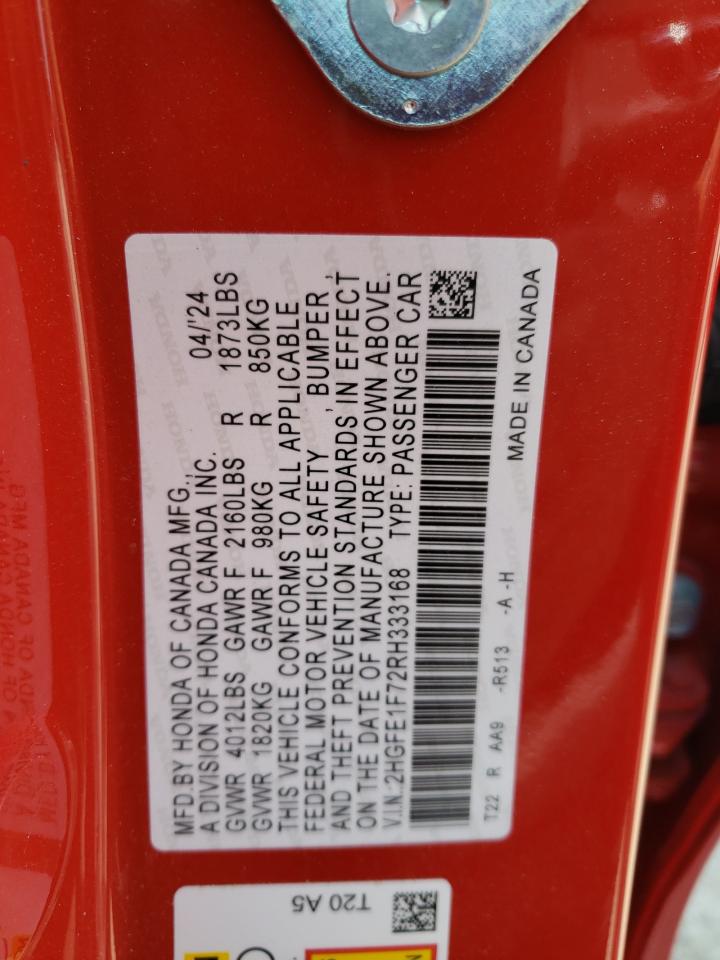 MFD.BY HONDA OF CANADA MFG.,
A DIVISION OF HONDA CANADA INC. 04/'24
GVWR 4012LBS GAWR F 2160LBS R 1873LBS
GVWR 1820KG GAWR F 980KG R 850KG
THIS VEHICLE CONFORMS TO ALL APPLICABLE
FEDERAL MOTOR VEHICLE SAFETY , BUMPER ,
AND THEFT PREVENTION STANDARDS IN EFFECT
ON THE DATE OF MANUFACTURE SHOWN ABOVE.
V.I.N.:2HGFE1F72RH333168 TYPE: PASSENGER CAR
T22 R AA9 -R513 -A -H MADE IN CANADA
T20 A5